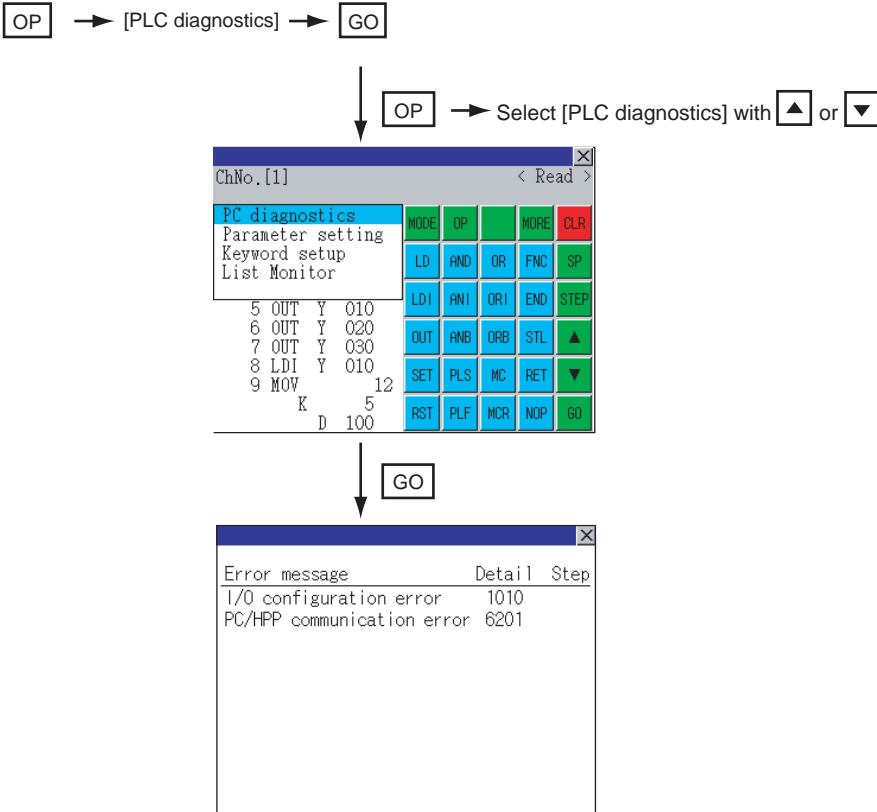 OP → [PLC diagnostics] → GO
OP → Select [PLC diagnostics] with ▲ or ▼
ChNo.[1] < Read >
PC diagnostics
Parameter setting
Keyword setup
List Monitor
5 OUT Y 010
6 OUT Y 020
7 OUT Y 030
8 LDI Y 010
9 MOV 12
K 5
D 100
MODE OP MORE CLR
LD AND OR FNC SP
LDI ANI ORI END STEP
OUT ANB ORB STL ▲
SET PLS MC RET ▼
RST PLF MCR NOP GO
GO
Error message Detail Step
I/O configuration error 1010
PC/HPP communication error 6201